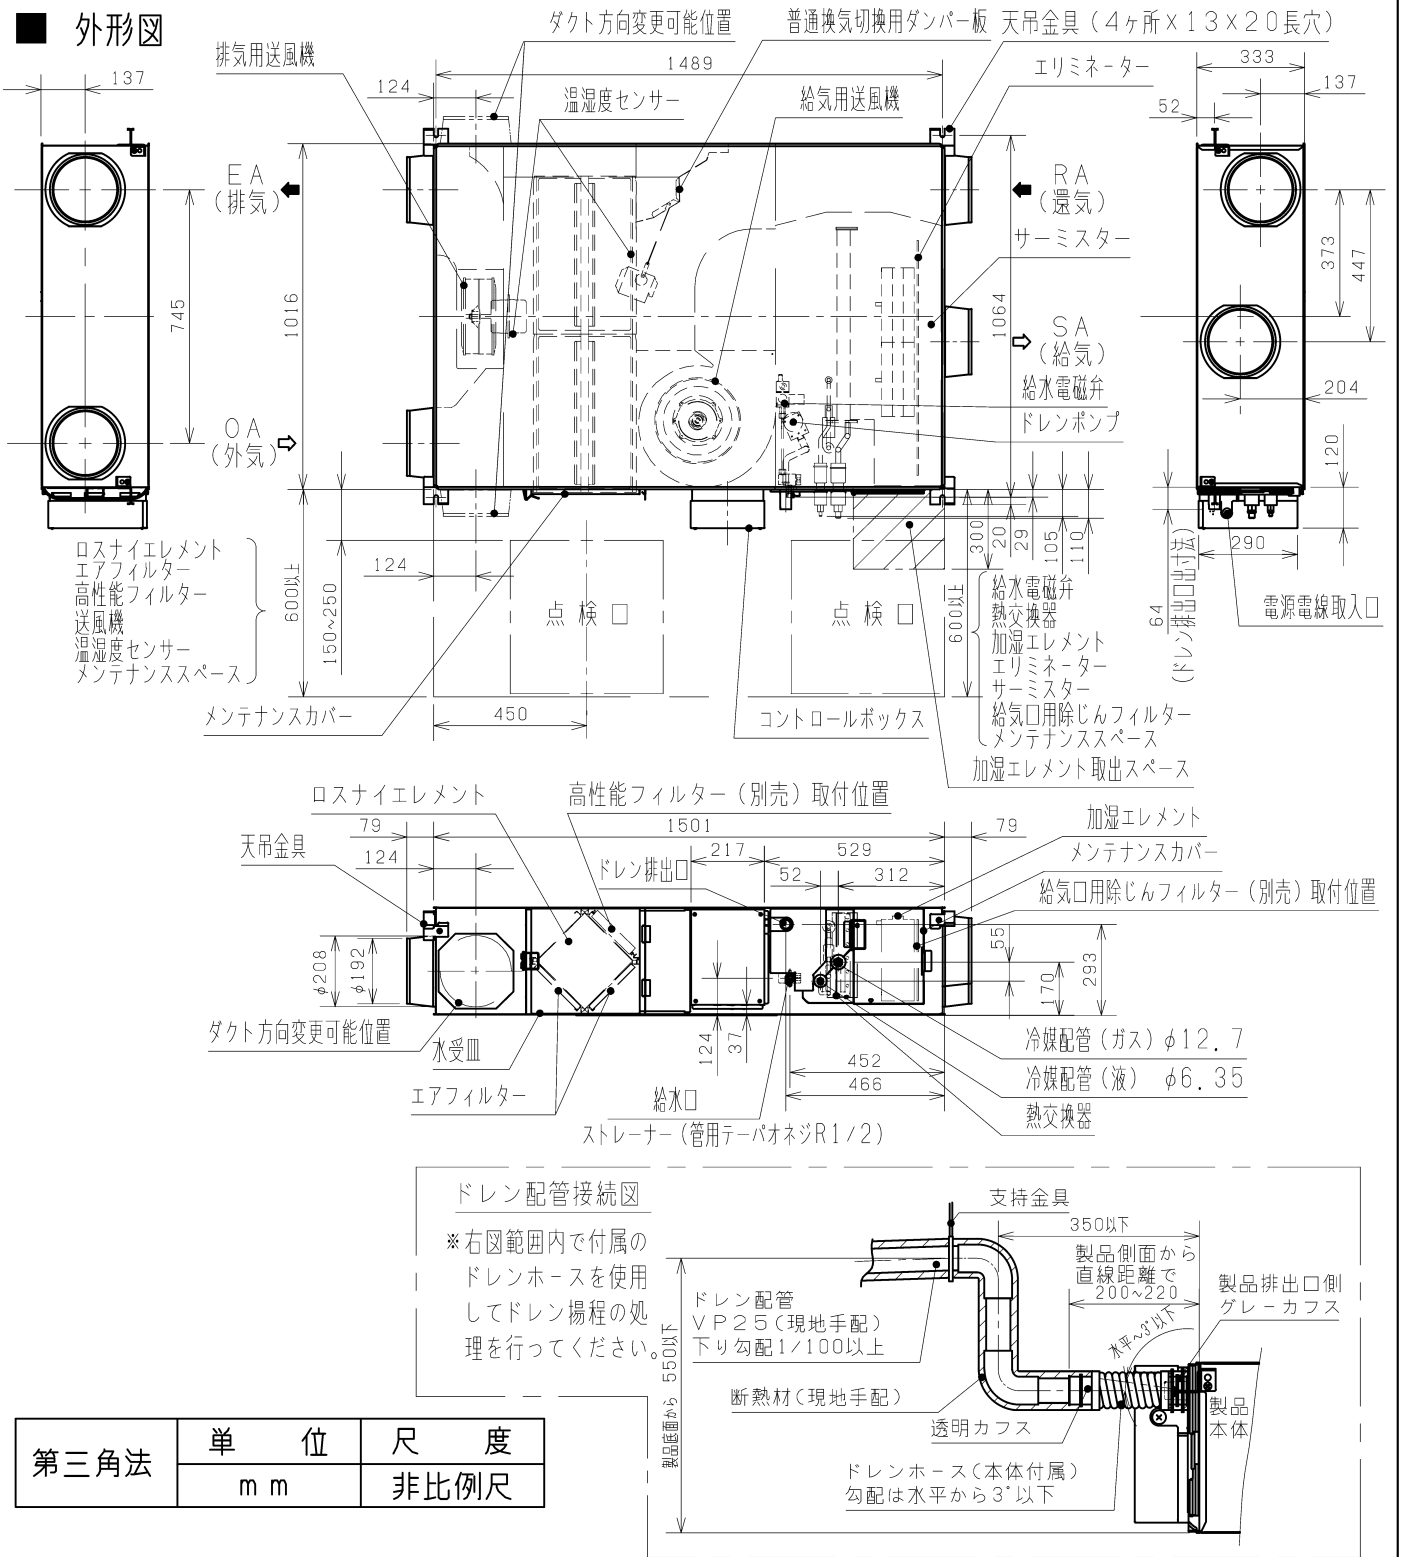 ■ 外形図
ダクト方向変更可能位置
普通換気切換用ダンパー板
天吊金具（4ヶ所×13×20長穴）
排気用送風機
1489
エリミネーター
333
137
137
124
温湿度センサー
給気用送風機
52
EA
（排気）
RA
（還気）
サーミスター
745
1016
1064
373
447
SA
（給気）
給水電磁弁
ドレンポンプ
204
OA
（外気）
120
ロスナイエレメント
エアフィルター
高性能フィルター
送風機
温湿度センサー
メンテナンススペース
600以上
150~250
124
点検口
点検口
300
20
29
105
110
600以上
給水電磁弁
熱交換器
加湿エレメント
エリミネーター
サーミスター
給気口用除じんフィルター
メンテナンススペース
64
（ドレン排出口出寸法）
290
電源電線取入口
メンテナンスカバー
450
コントロールボックス
加湿エレメント取出スペース
ロスナイエレメント
高性能フィルター（別売）取付位置
79
1501
79
加湿エレメント
天吊金具
124
217
529
メンテナンスカバー
ドレン排出口
52
312
給気口用除じんフィルター（別売）取付位置
φ208
φ192
55
170
293
ダクト方向変更可能位置
水受皿
124
37
452
冷媒配管（ガス）φ12.7
466
冷媒配管（液） φ6.35
エアフィルター
給水口
熱交換器
ストレーナー（管用テーパオネジR1/2）
ドレン配管接続図
支持金具
※右図範囲内で付属の
ドレンホースを使用
してドレン揚程の処
理を行ってください。
350以下
製品側面から
直線距離で
200~220
製品排出口側
グレーカフス
ドレン配管
VP25（現地手配）
下り勾配1/100以上
水平~3°以下
製品底面から 550以下
断熱材（現地手配）
透明カフス
製品
本体
ドレンホース（本体付属）
勾配は水平から3°以下
第三角法
単 位
尺 度
mm
非比例尺